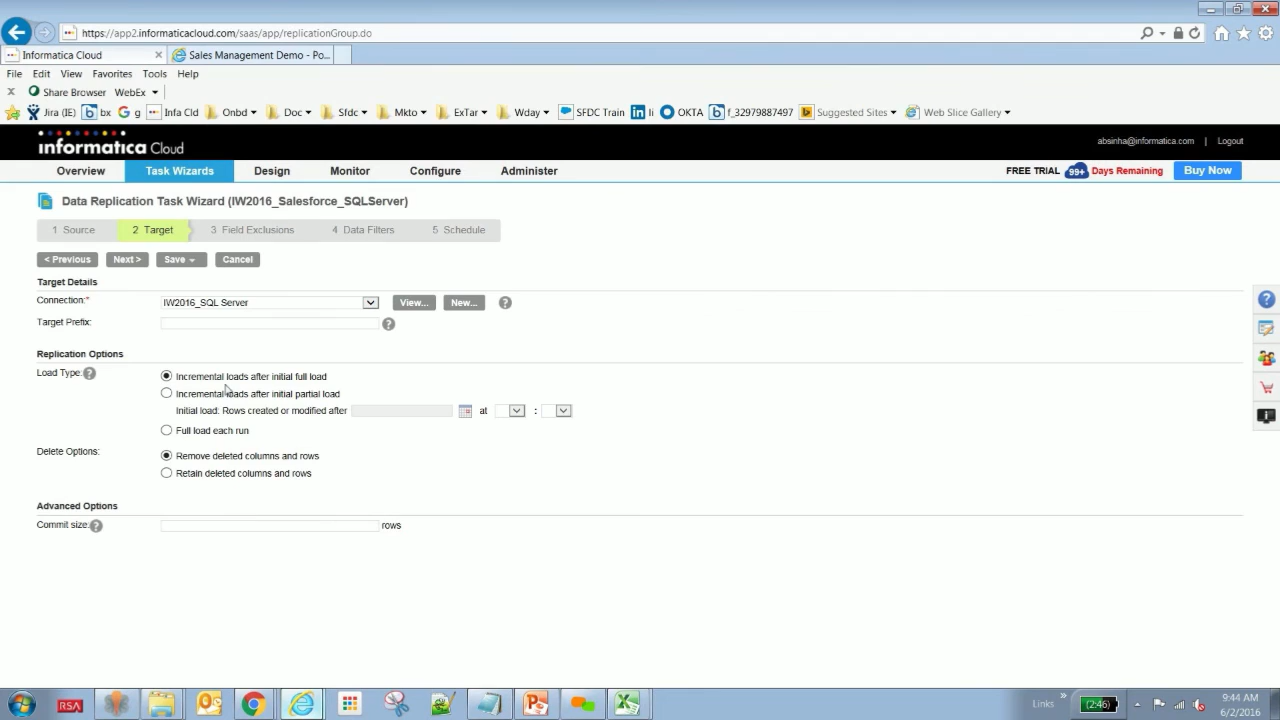 https://app2.informaticacloud.com/saas/app/replicationGroup.do
Informatica Cloud
Sales Management Demo - Po...
File Edit View Favorites Tools Help
x Share Browser WebEx
Jira (IE) bx g Infa Cld Onbd Doc Sfdc Mkto ExTar Wday SFDC Train li OKTA f_32979887497 Suggested Sites Web Slice Gallery
informatica Cloud
absinha@informatica.com | Logout
Overview Task Wizards Design Monitor Configure Administer
FREE TRIAL 99+ Days Remaining Buy Now
Data Replication Task Wizard (IW2016_Salesforce_SQLServer)
1 Source 2 Target 3 Field Exclusions 4 Data Filters 5 Schedule
< Previous Next > Save Cancel
Target Details
Connection:* IW2016_SQL Server View... New... ?
Target Prefix: ?
Replication Options
Load Type: ? Incremental loads after initial full load
Incremental loads after initial partial load
Initial load: Rows created or modified after at :
Full load each run
Delete Options: Remove deleted columns and rows
Retain deleted columns and rows
Advanced Options
Commit size: ? rows
RSA
Links
(2:46)
9:44 AM
6/2/2016